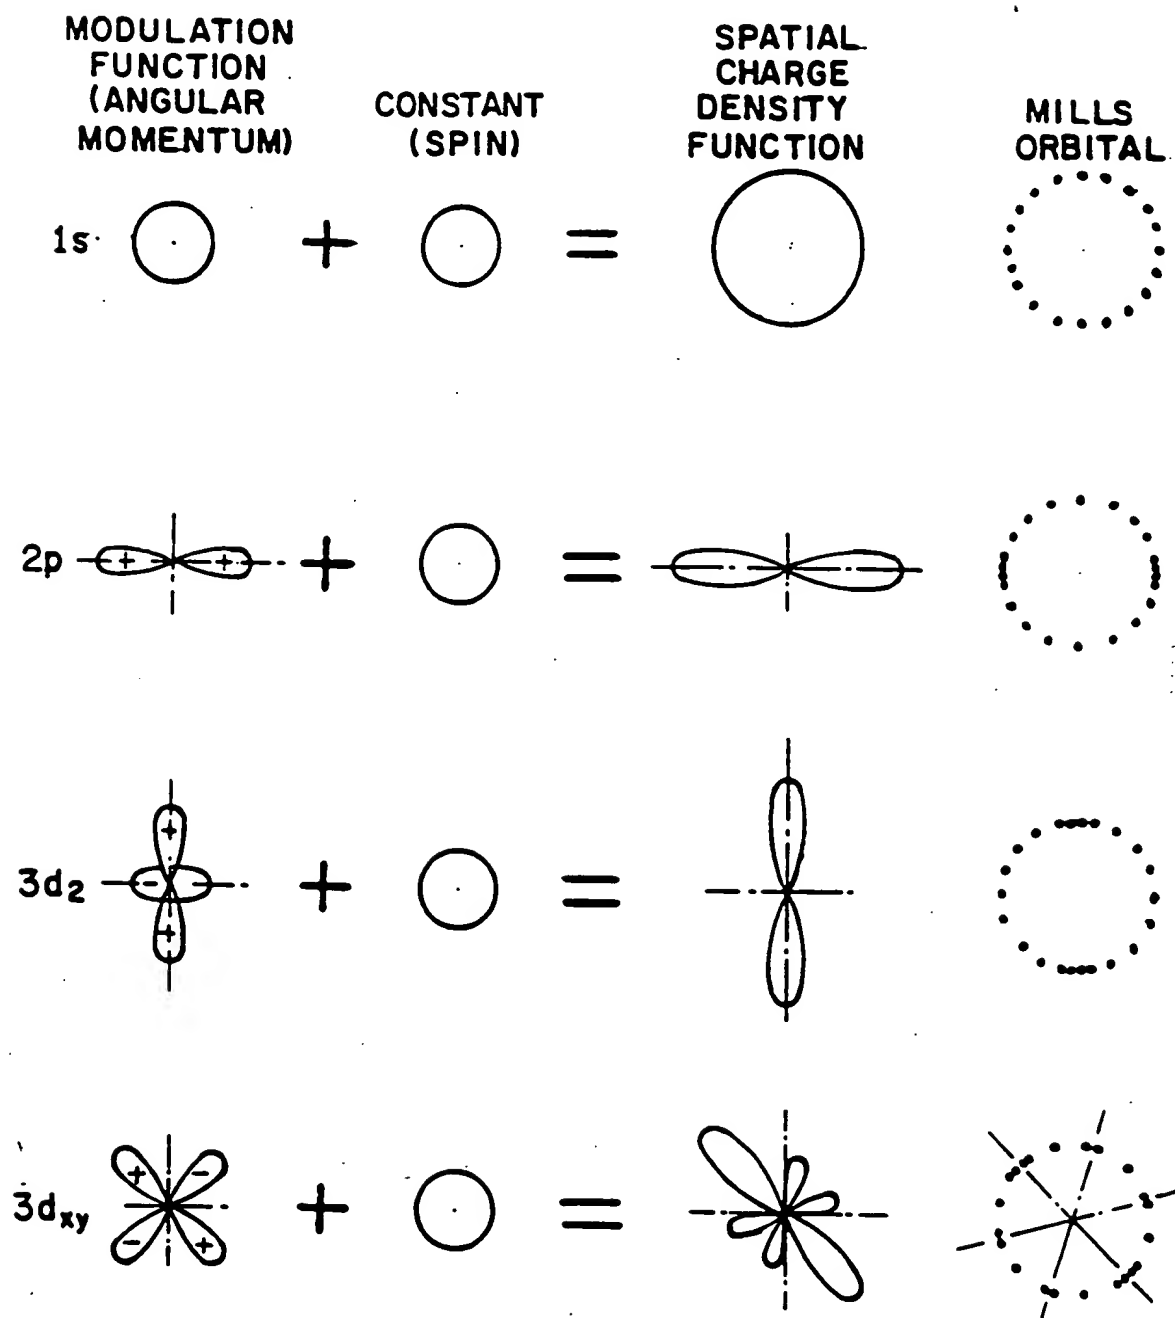 MODULATION
FUNCTION
(ANGULAR
MOMENTUM)
CONSTANT
(SPIN)
SPATIAL
CHARGE
DENSITY
FUNCTION
MILLS
ORBITAL
1s + =
2p + + + =
3d2 + - + + =
3dxy + - - + + =